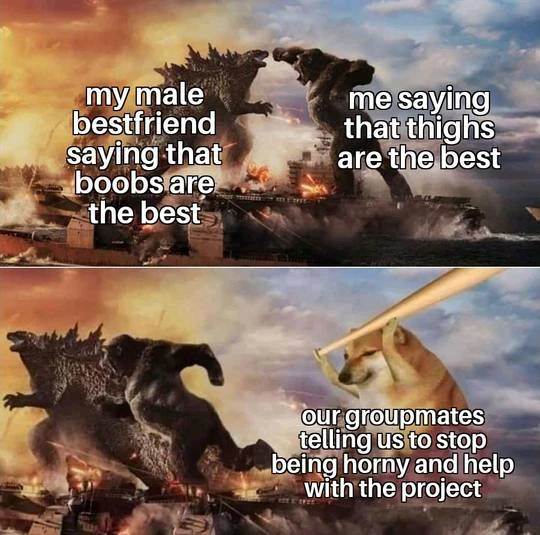 my male
bestfriend
saying that
boobs are
the best
me saying
that thighs
are the best
our groupmates
telling us to stop
being horny and help
with the project